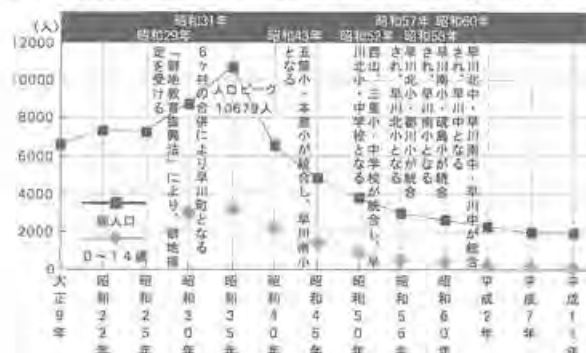 (人)
昭和31年
昭和57年 昭和60年
昭和29年
昭和43年 昭和52年 昭和58年
12000
10000
8000
6000
4000
2000
0
「僻地教育振興法」により、僻地指
定を受ける
6ヶ村の合併により早川町となる
人口ピーク
10679人
五箇小・本建小が統合し、早川南小
となる
西山、三里小・中学校が統合し、早
川北小・中学校となる
早川北小・都川小が統合
され、早川北小となる
早川南小・硯島小が統合
され、早川南小となる
早川北中・早川南中・早川中が統合
され、早川中となる
総人口
0〜14歳
大正9年
昭和22年
昭和25年
昭和30年
昭和35年
昭和40年
昭和45年
昭和50年
昭和55年
昭和60年
平成2年
平成7年
平成11年